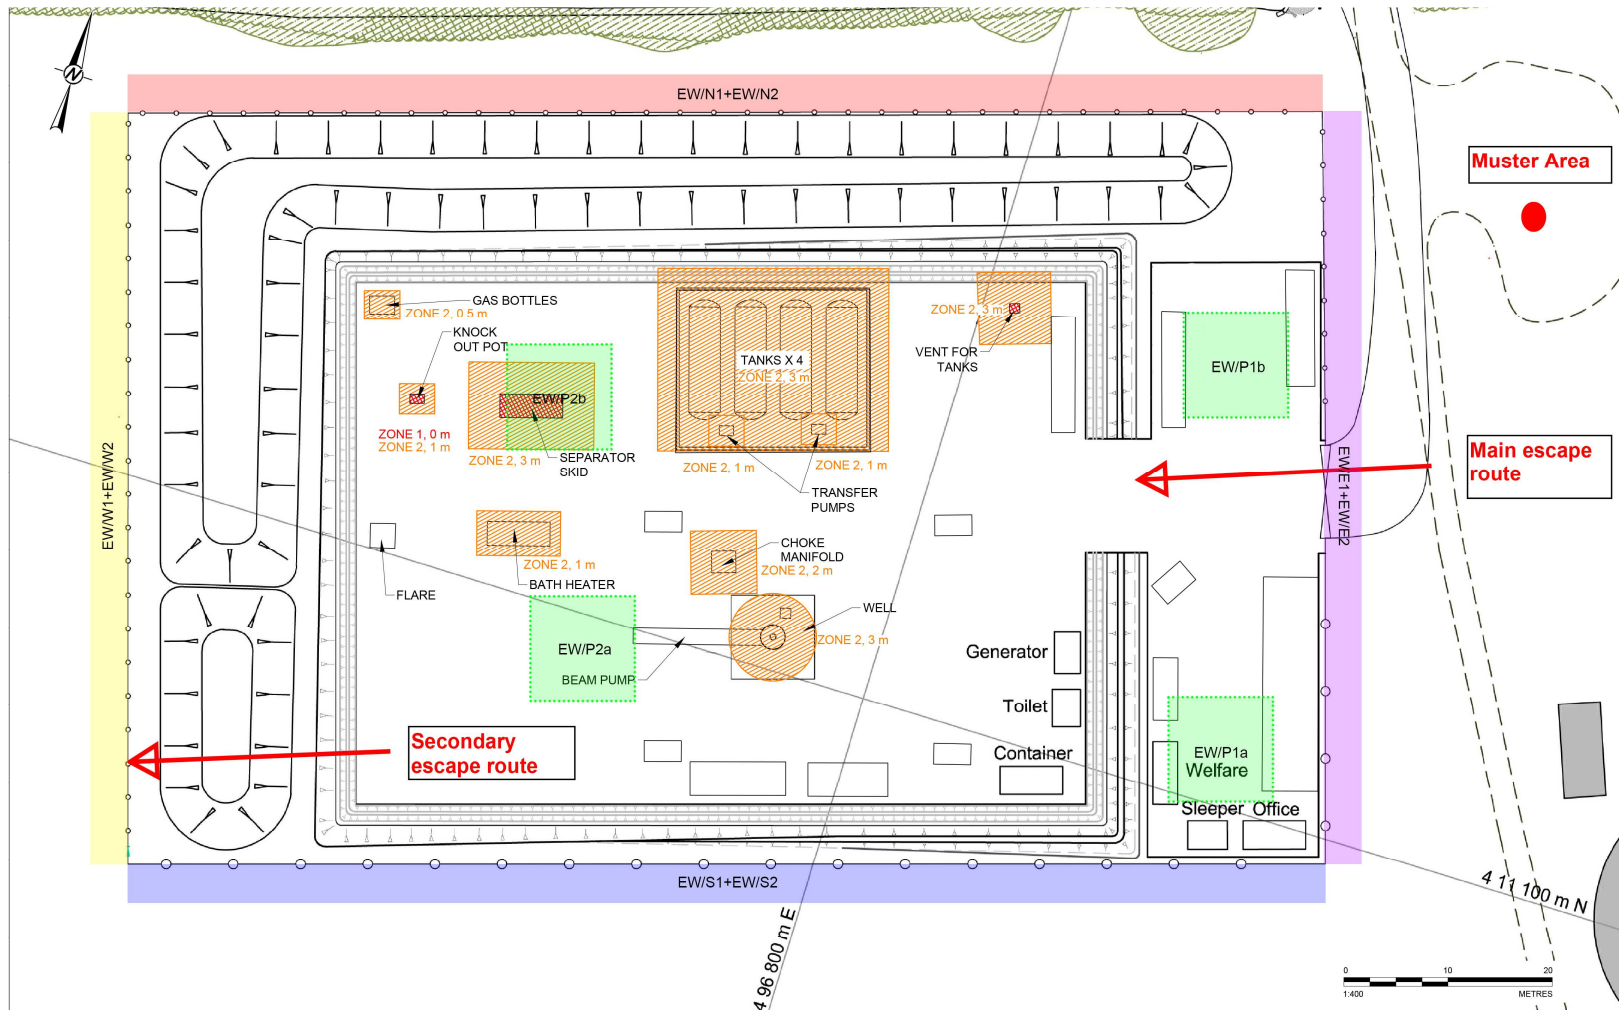 N
EW/N1+EW/N2
EW/W1+EW/W2
EW/E1+EW/E2
EW/S1+EW/S2
Muster Area
Main escape
route
Secondary
escape route
GAS BOTTLES
ZONE 2, 0.5 m
KNOCK
OUT POT
ZONE 1, 0 m
ZONE 2, 1 m
EW/P2b
ZONE 2, 3 m
SEPARATOR
SKID
TANKS X 4
ZONE 2, 3 m
ZONE 2, 1 m
ZONE 2, 1 m
TRANSFER
PUMPS
ZONE 2, 3 m
VENT FOR
TANKS
EW/P1b
FLARE
ZONE 2, 1 m
BATH HEATER
CHOKE
MANIFOLD
ZONE 2, 2 m
WELL
ZONE 2, 3 m
EW/P2a
BEAM PUMP
Generator
Toilet
Container
EW/P1a
Welfare
Sleeper
Office
4 96 800 m E
4 11 100 m N
0
10
20
1:400
METRES